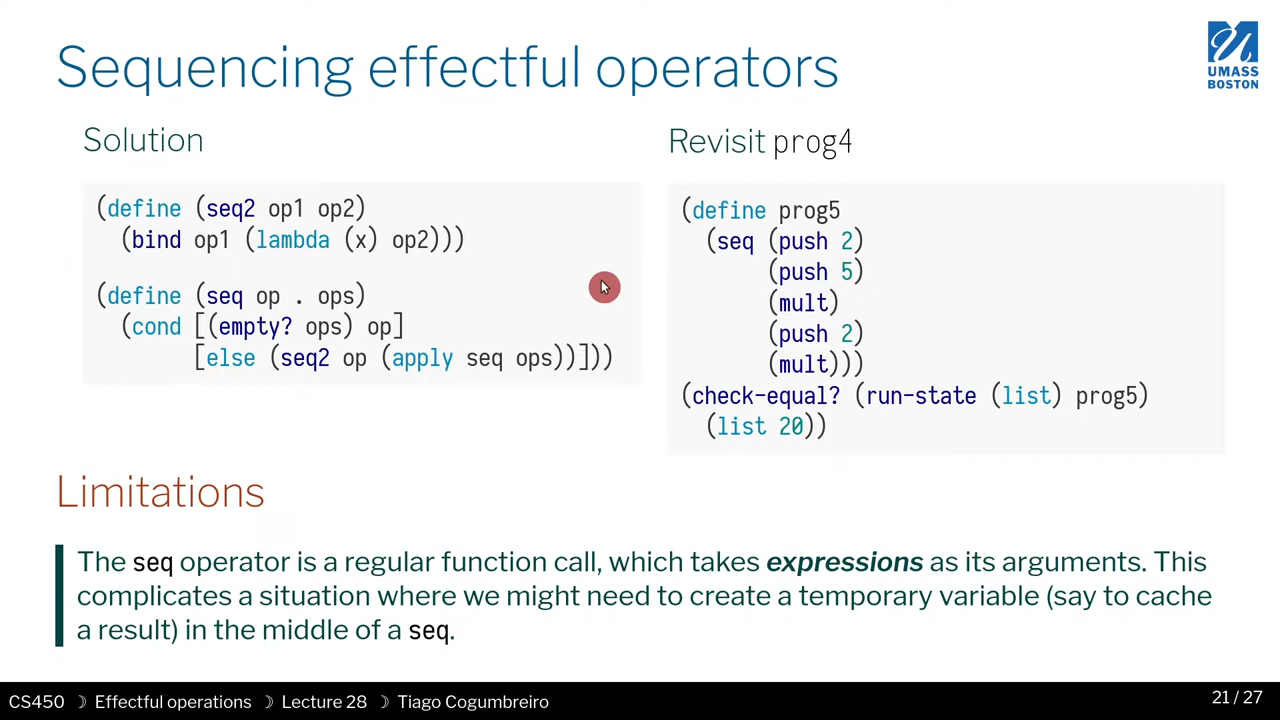 Sequencing effectful operators
UMASS
BOSTON
Solution
(define (seq2 op1 op2)
  (bind op1 (lambda (x) op2)))
(define (seq op . ops)
  (cond [(empty? ops) op]
        [else (seq2 op (apply seq ops))]))
Revisit prog4
(define prog5
  (seq (push 2)
       (push 5)
       (mult)
       (push 2)
       (mult)))
(check-equal? (run-state (list) prog5)
  (list 20))
Limitations
The seq operator is a regular function call, which takes expressions as its arguments. This
complicates a situation where we might need to create a temporary variable (say to cache
a result) in the middle of a seq.
CS450 ☽ Effectful operations ☽ Lecture 28 ☽ Tiago Cogumbreiro
21 / 27